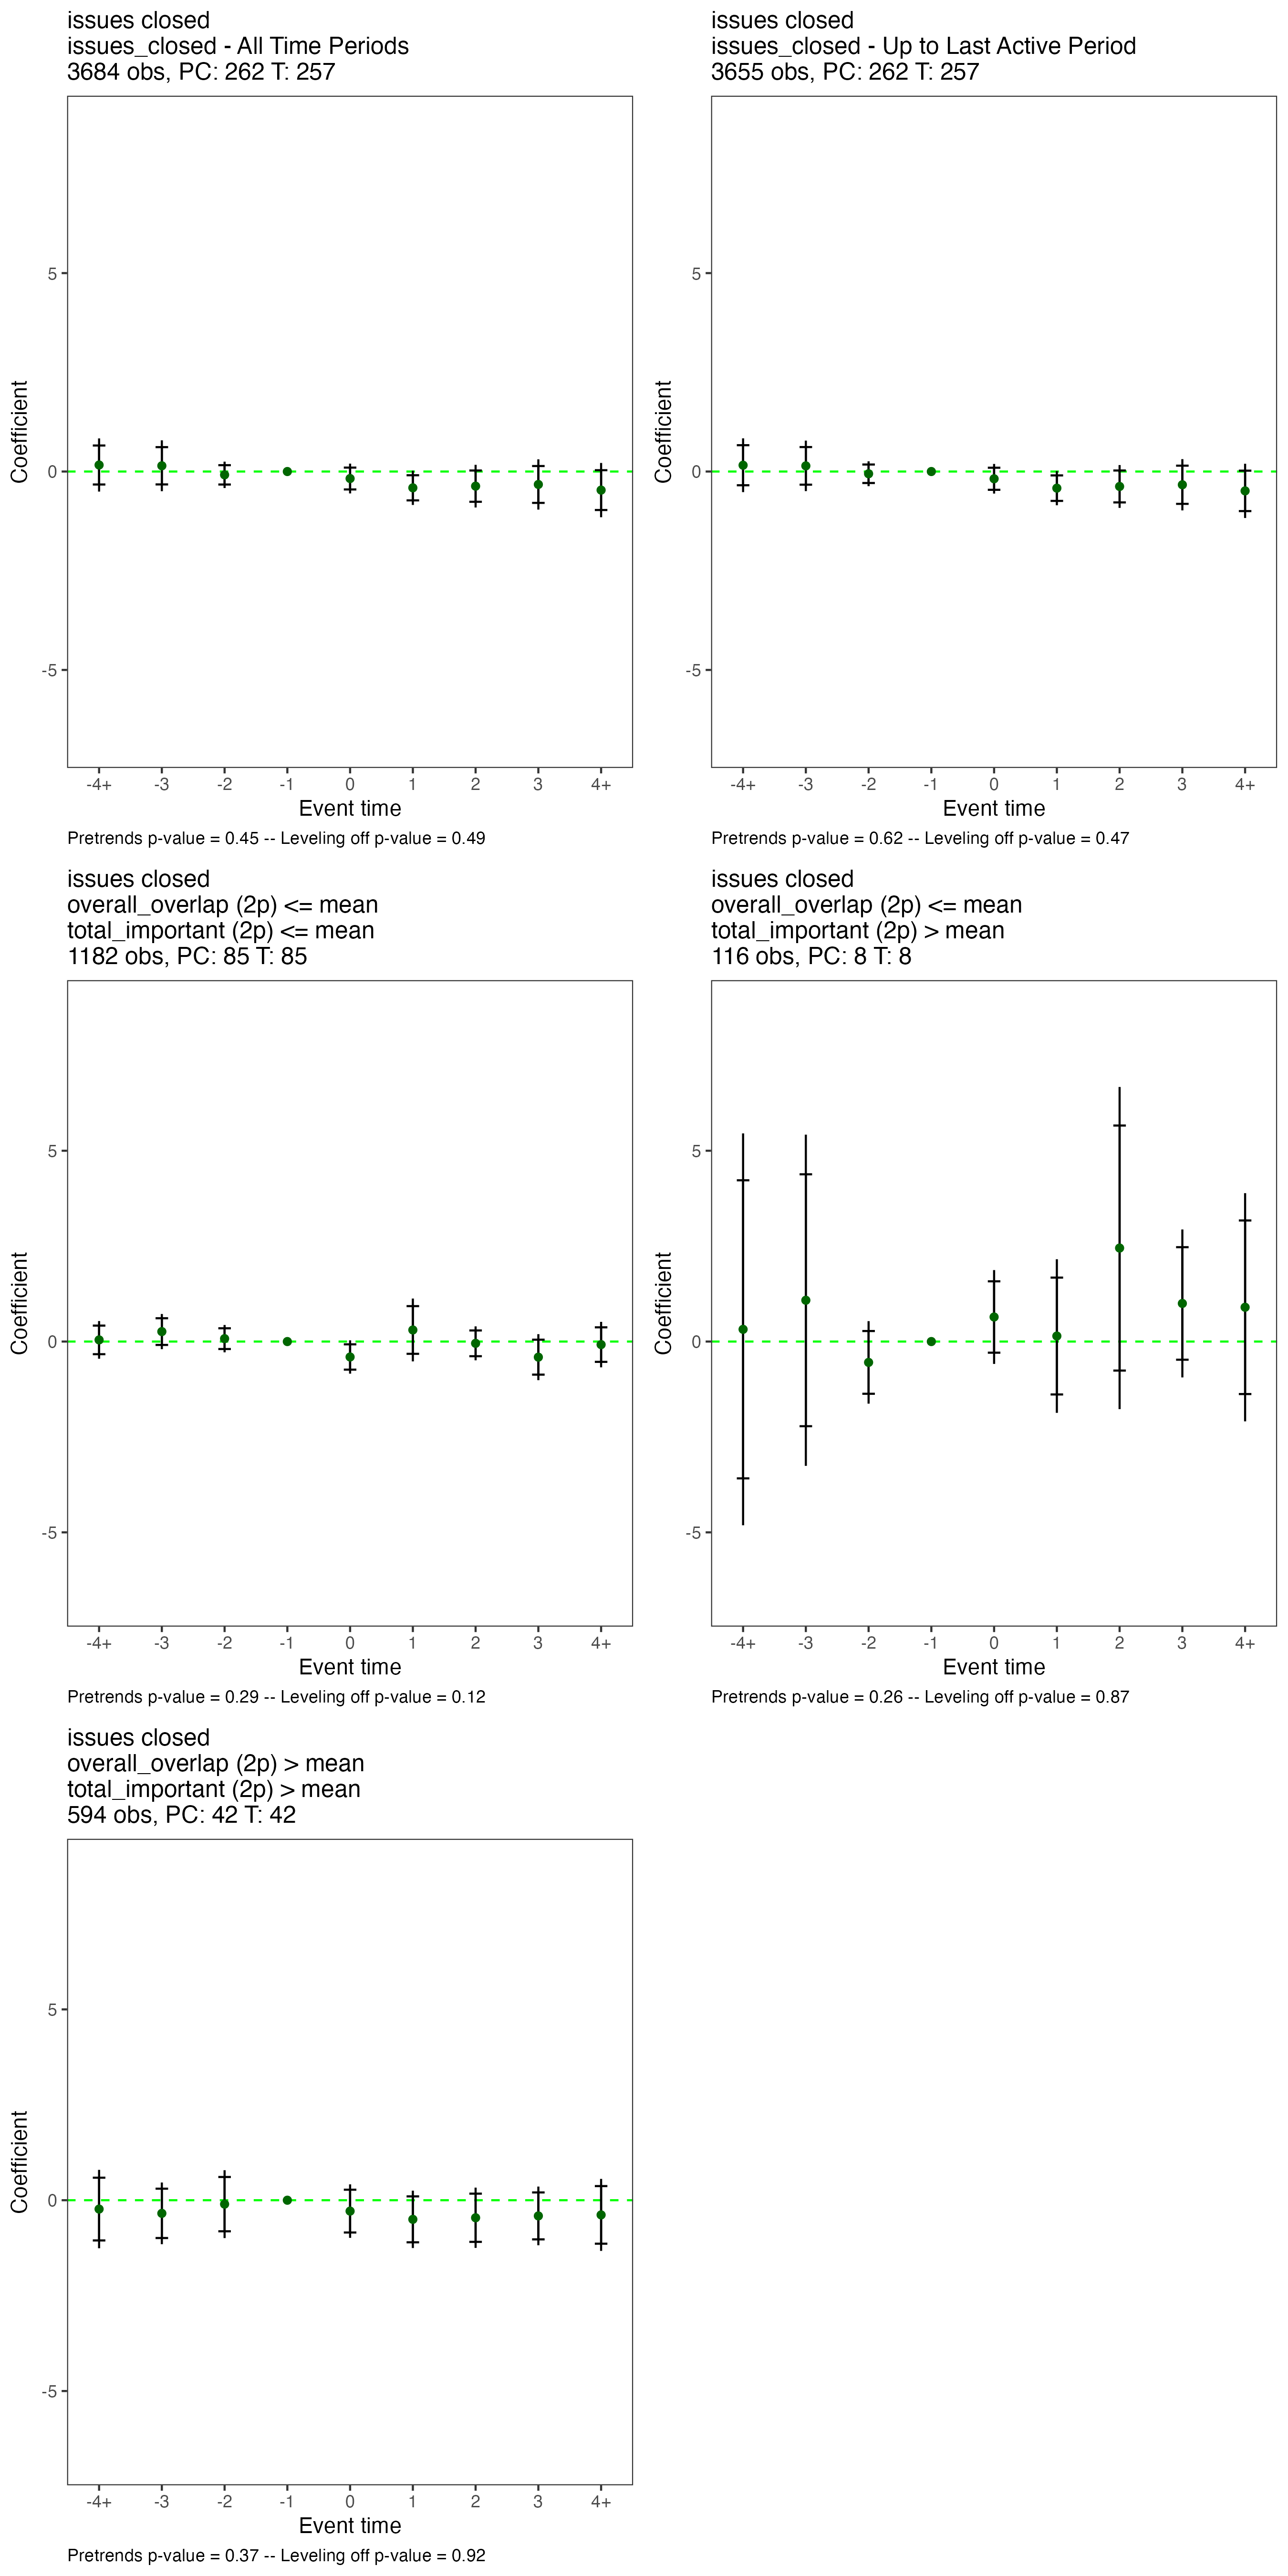 issues closed
issues_closed - All Time Periods
3684 obs, PC: 262 T: 257
5
0
-5
Coefficient
-4+ -3 -2 -1 0 1 2 3 4+
Event time
Pretrends p-value = 0.45 -- Leveling off p-value = 0.49
issues closed
issues_closed - Up to Last Active Period
3655 obs, PC: 262 T: 257
5
0
-5
Coefficient
-4+ -3 -2 -1 0 1 2 3 4+
Event time
Pretrends p-value = 0.62 -- Leveling off p-value = 0.47
issues closed
overall_overlap (2p) <= mean
total_important (2p) <= mean
1182 obs, PC: 85 T: 85
5
0
-5
Coefficient
-4+ -3 -2 -1 0 1 2 3 4+
Event time
Pretrends p-value = 0.29 -- Leveling off p-value = 0.12
issues closed
overall_overlap (2p) <= mean
total_important (2p) > mean
116 obs, PC: 8 T: 8
5
0
-5
Coefficient
-4+ -3 -2 -1 0 1 2 3 4+
Event time
Pretrends p-value = 0.26 -- Leveling off p-value = 0.87
issues closed
overall_overlap (2p) > mean
total_important (2p) > mean
594 obs, PC: 42 T: 42
5
0
-5
Coefficient
-4+ -3 -2 -1 0 1 2 3 4+
Event time
Pretrends p-value = 0.37 -- Leveling off p-value = 0.92